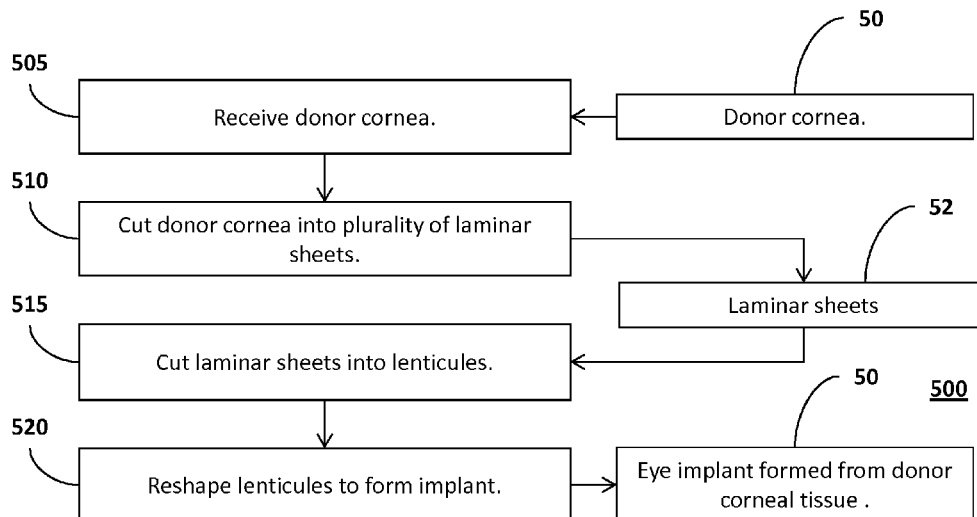 50
505
Receive donor cornea.
Donor cornea.
510
Cut donor cornea into plurality of laminar
sheets.
52
Laminar sheets
515
Cut laminar sheets into lenticules.
50
500
520
Reshape lenticules to form implant.
Eye implant formed from donor
corneal tissue .